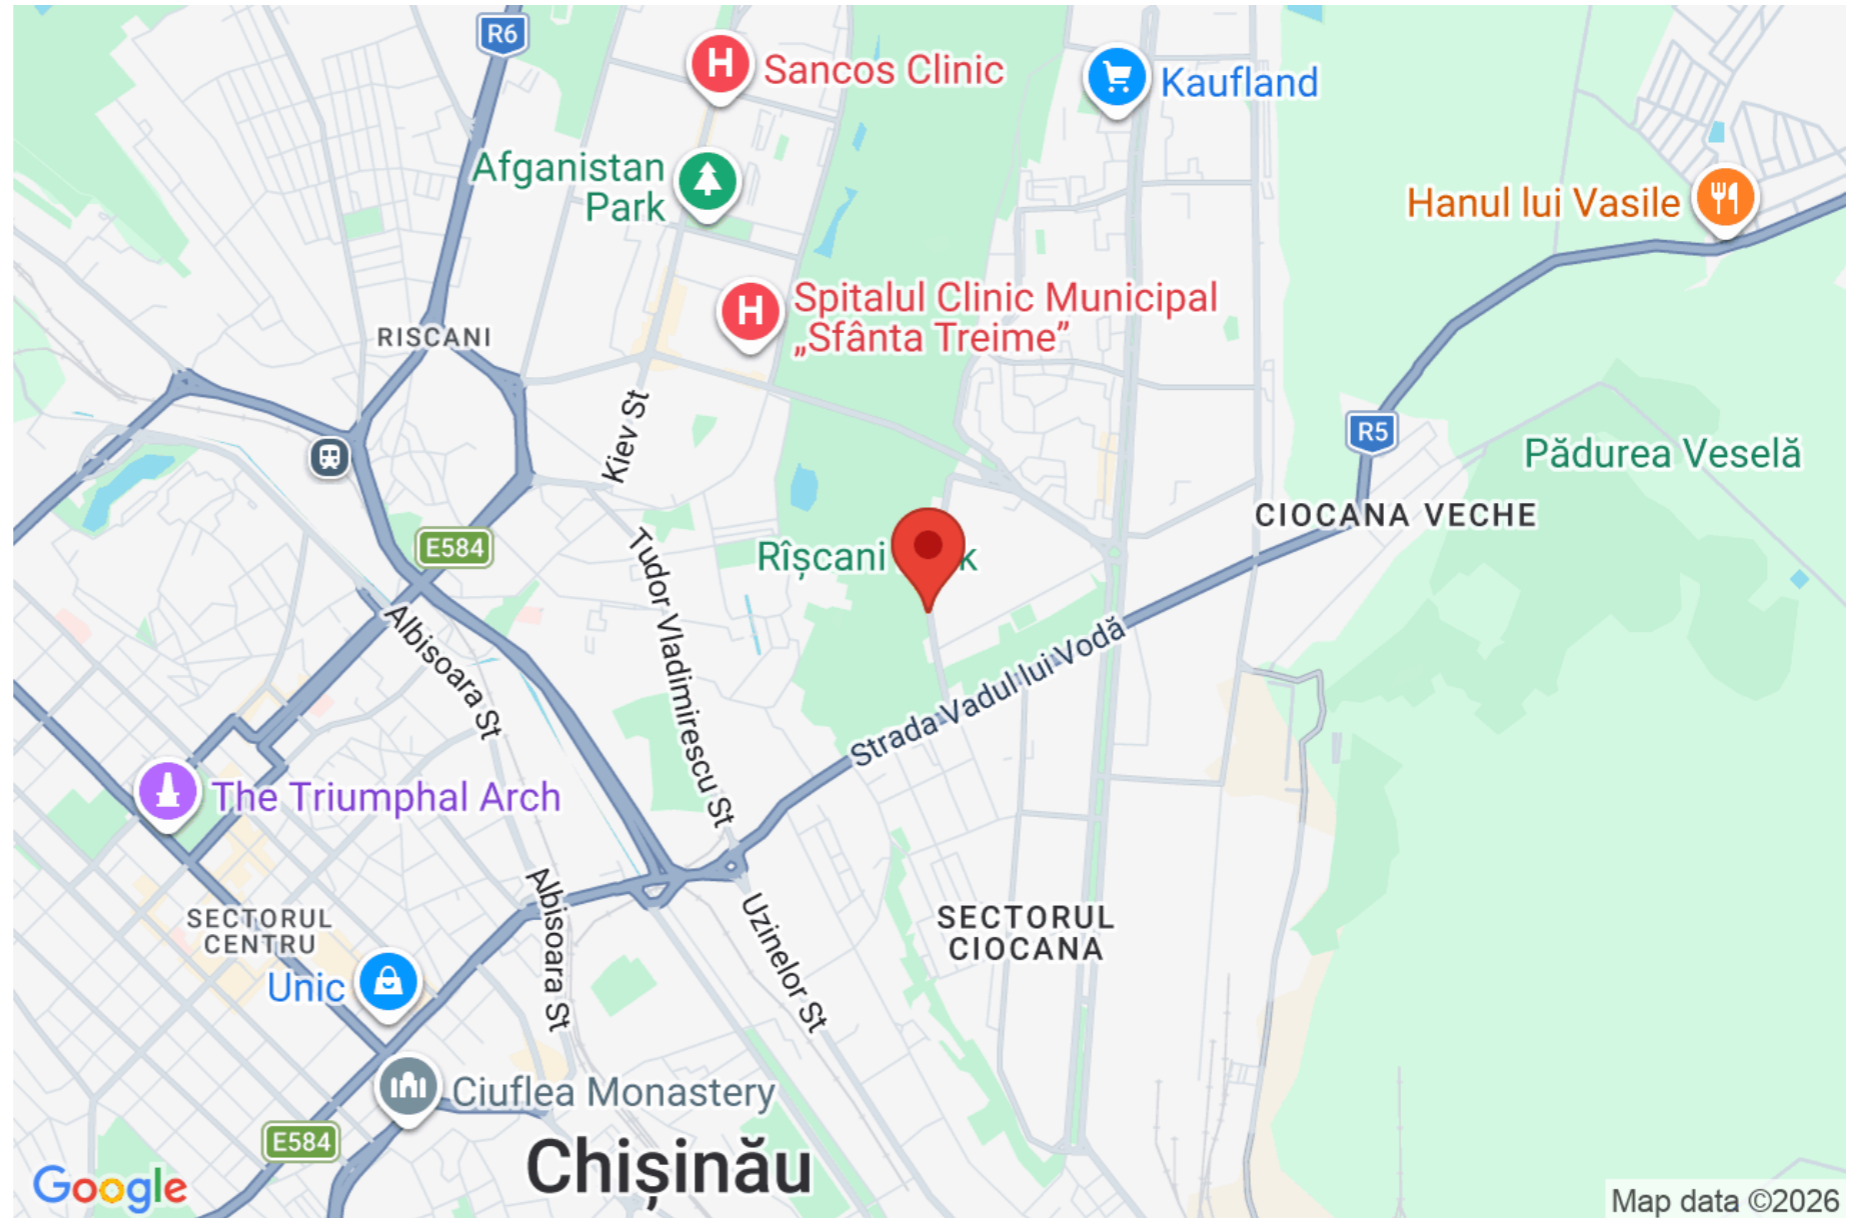 R6
Sancos Clinic
Kaufland
Afganistan
Park
Hanul lui Vasile
Spitalul Clinic Municipal
„Sfânta Treime”
RISCANI
Kiev St
R5
Pădurea Veselă
CIOCANA VECHE
E584
Rîșcani
k
Tudor Vladimirescu St
Albisoara St
Strada Vadul lui Vodă
The Triumphal Arch
Albisoara St
Uzinelor St
SECTORUL
CENTRU
SECTORUL
CIOCANA
Unic
Ciuflea Monastery
E584
Chișinău
Google
Map data ©2026